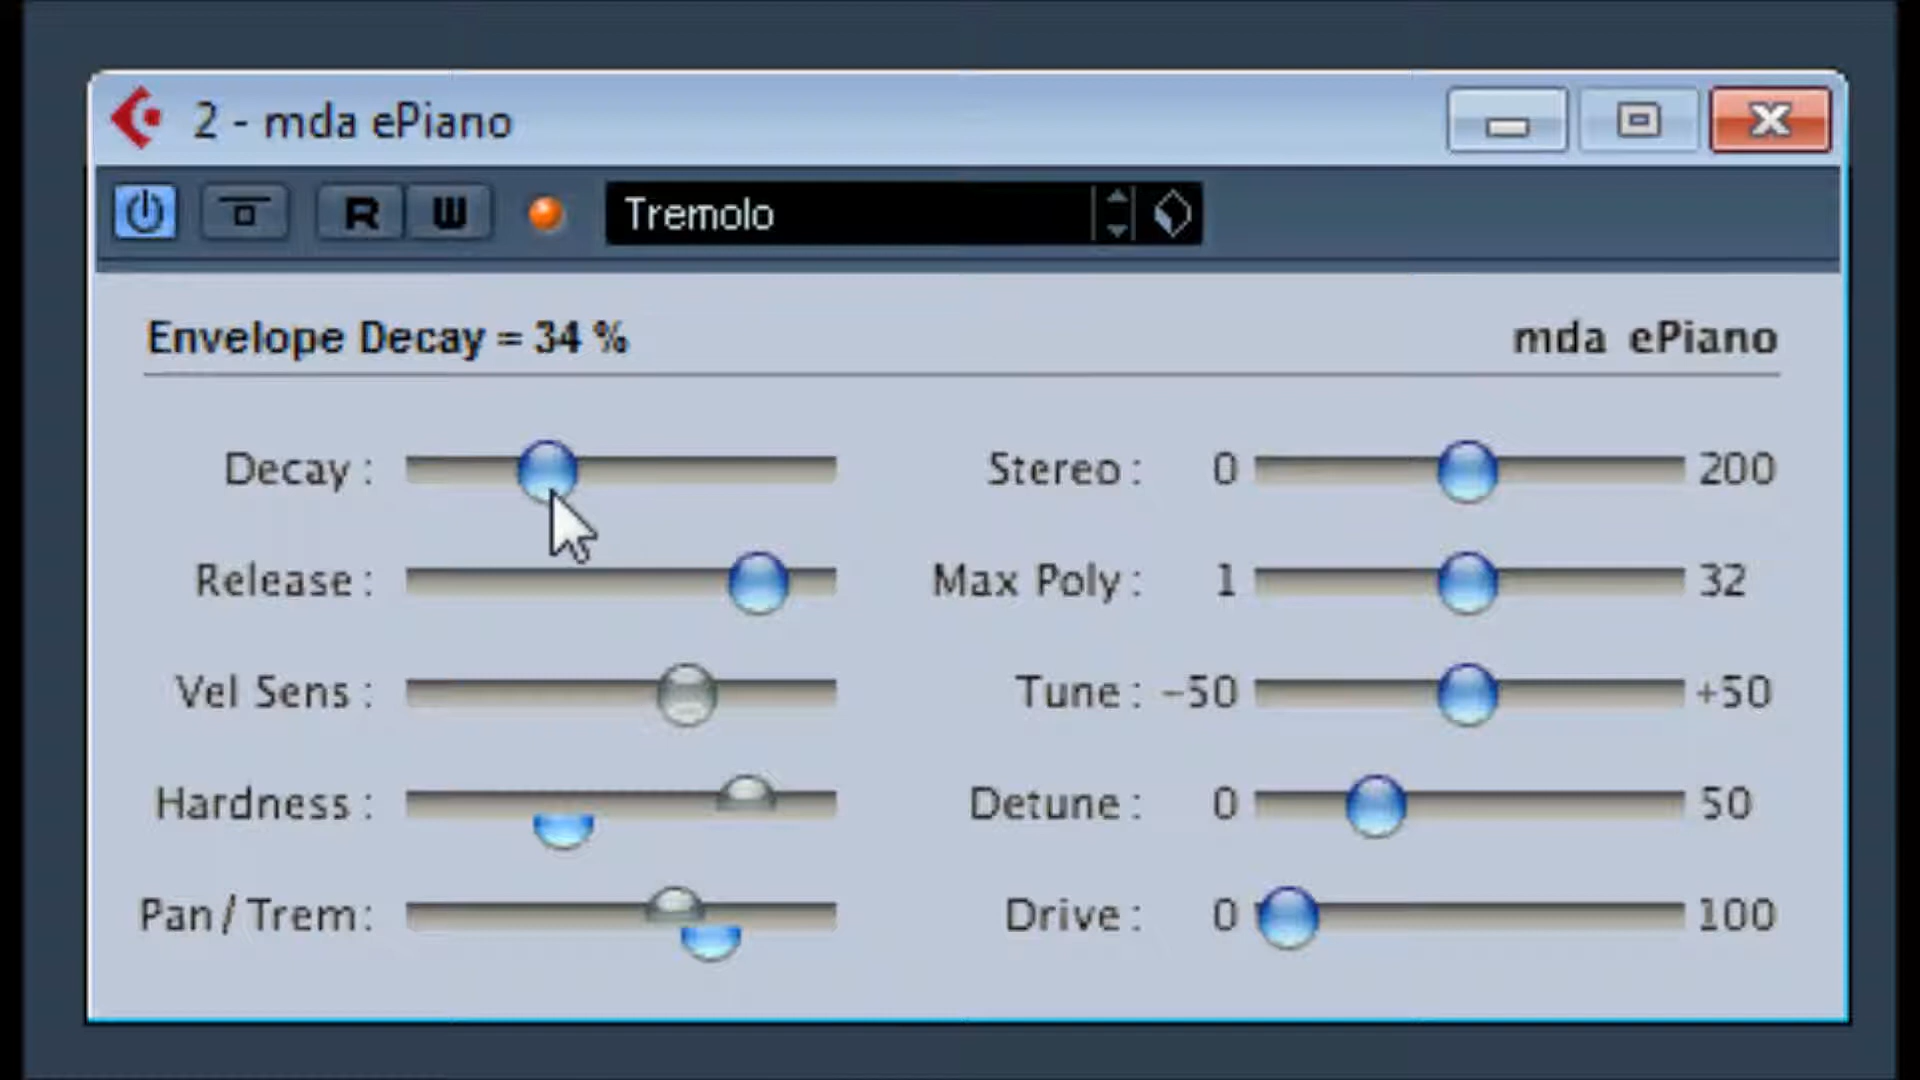 2 - mda ePiano
R W Tremolo
Envelope Decay = 34 %
mda ePiano
Decay :
Release :
Vel Sens :
Hardness :
Pan / Trem :
Stereo : 0 200
Max Poly : 1 32
Tune : -50 +50
Detune : 0 50
Drive : 0 100